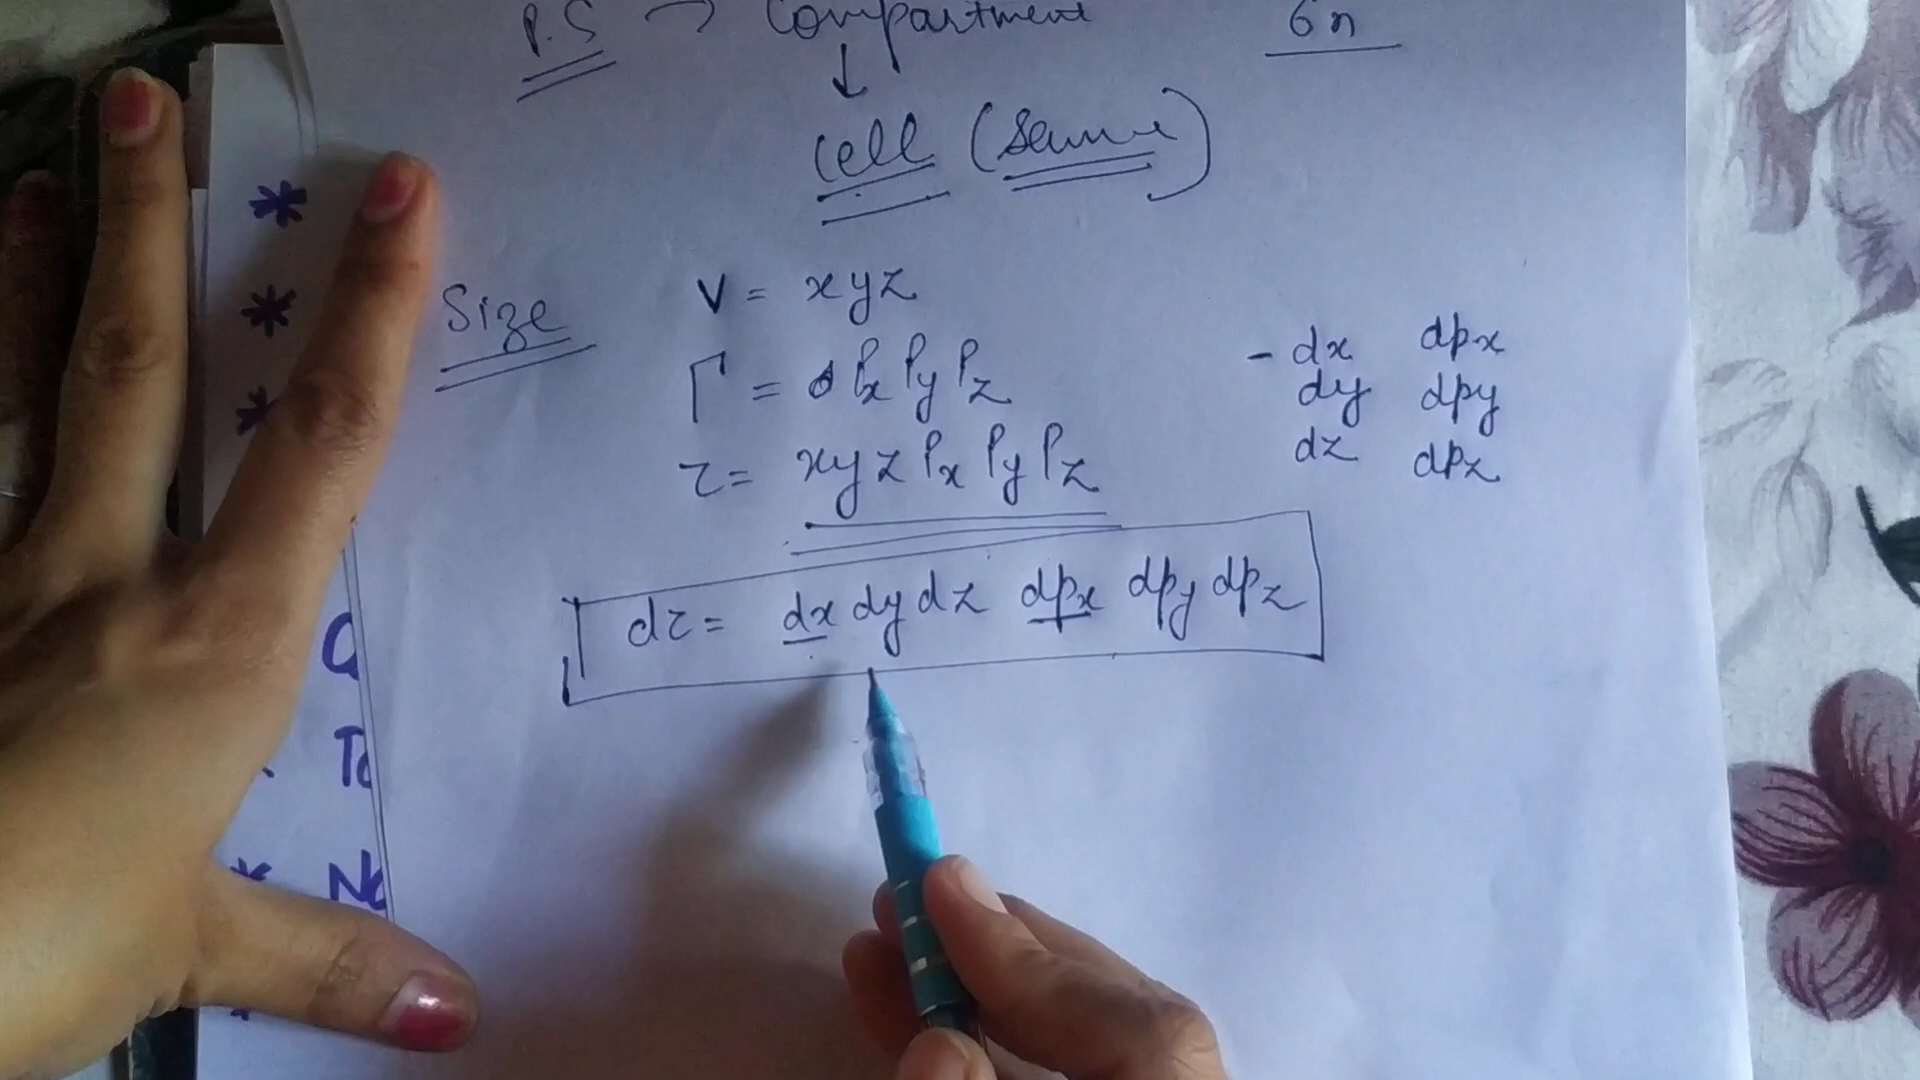 P.S → Compartment 6n
↓
Cell (Same)
Size V = xyz
Γ = Px Py Pz
τ = xyz Px Py Pz
- dx dpx
dy dpy
dz dpz
dτ = dx dy dz dpx dpy dpz
*
*
*
Q
To
* No